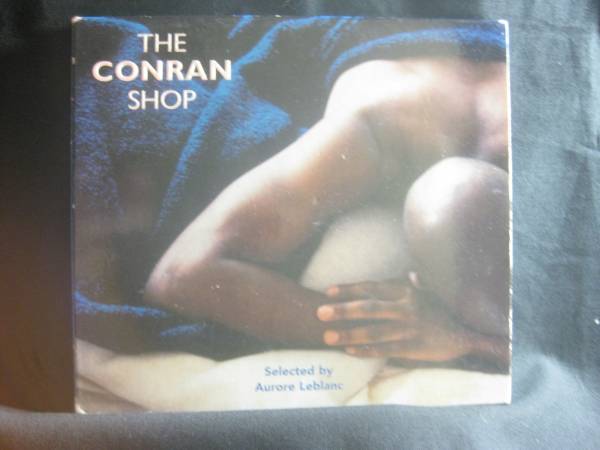 THE
CONRAN
SHOP
Selected by
Aurore Leblanc